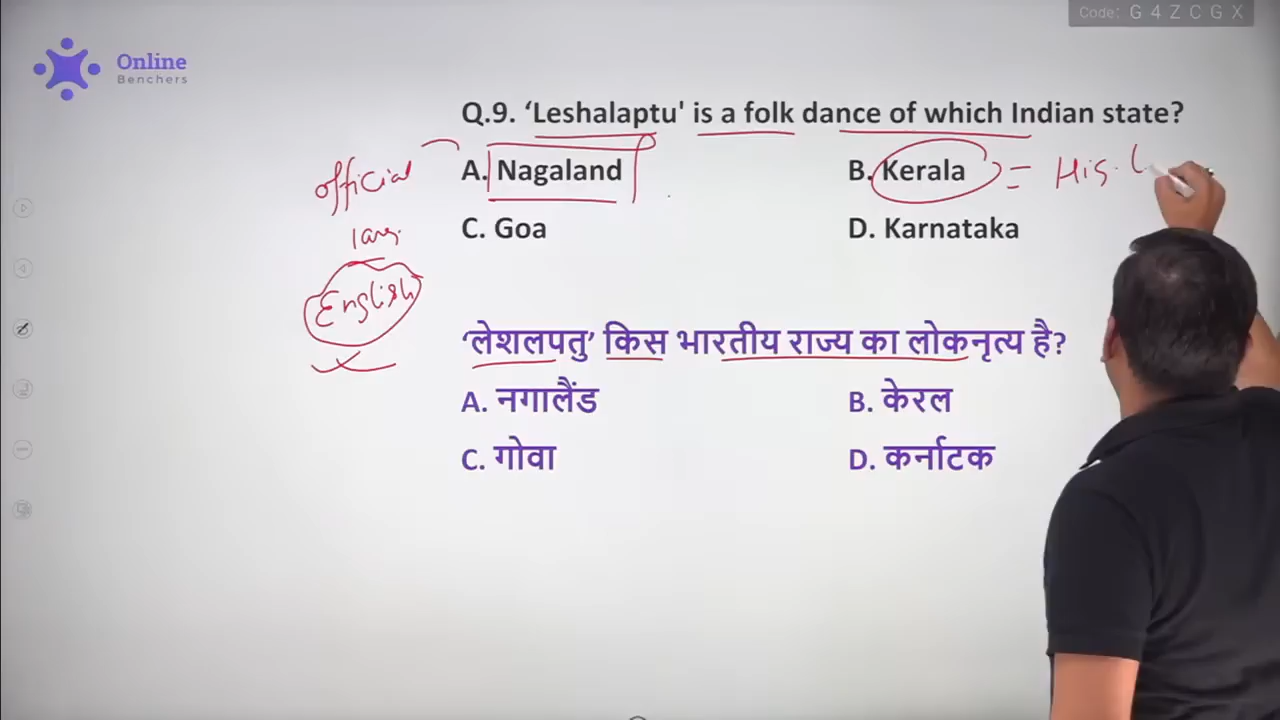 Code: G 4 Z C G X
Online
Benchers
Q.9. ‘Leshalaptu' is a folk dance of which Indian state?
A. Nagaland
B. Kerala
= His. L
C. Goa
D. Karnataka
official
lang.
English
‘लेशलपतु’ किस भारतीय राज्य का लोकनृत्य है?
A. नगालैंड
B. केरल
C. गोवा
D. कर्नाटक